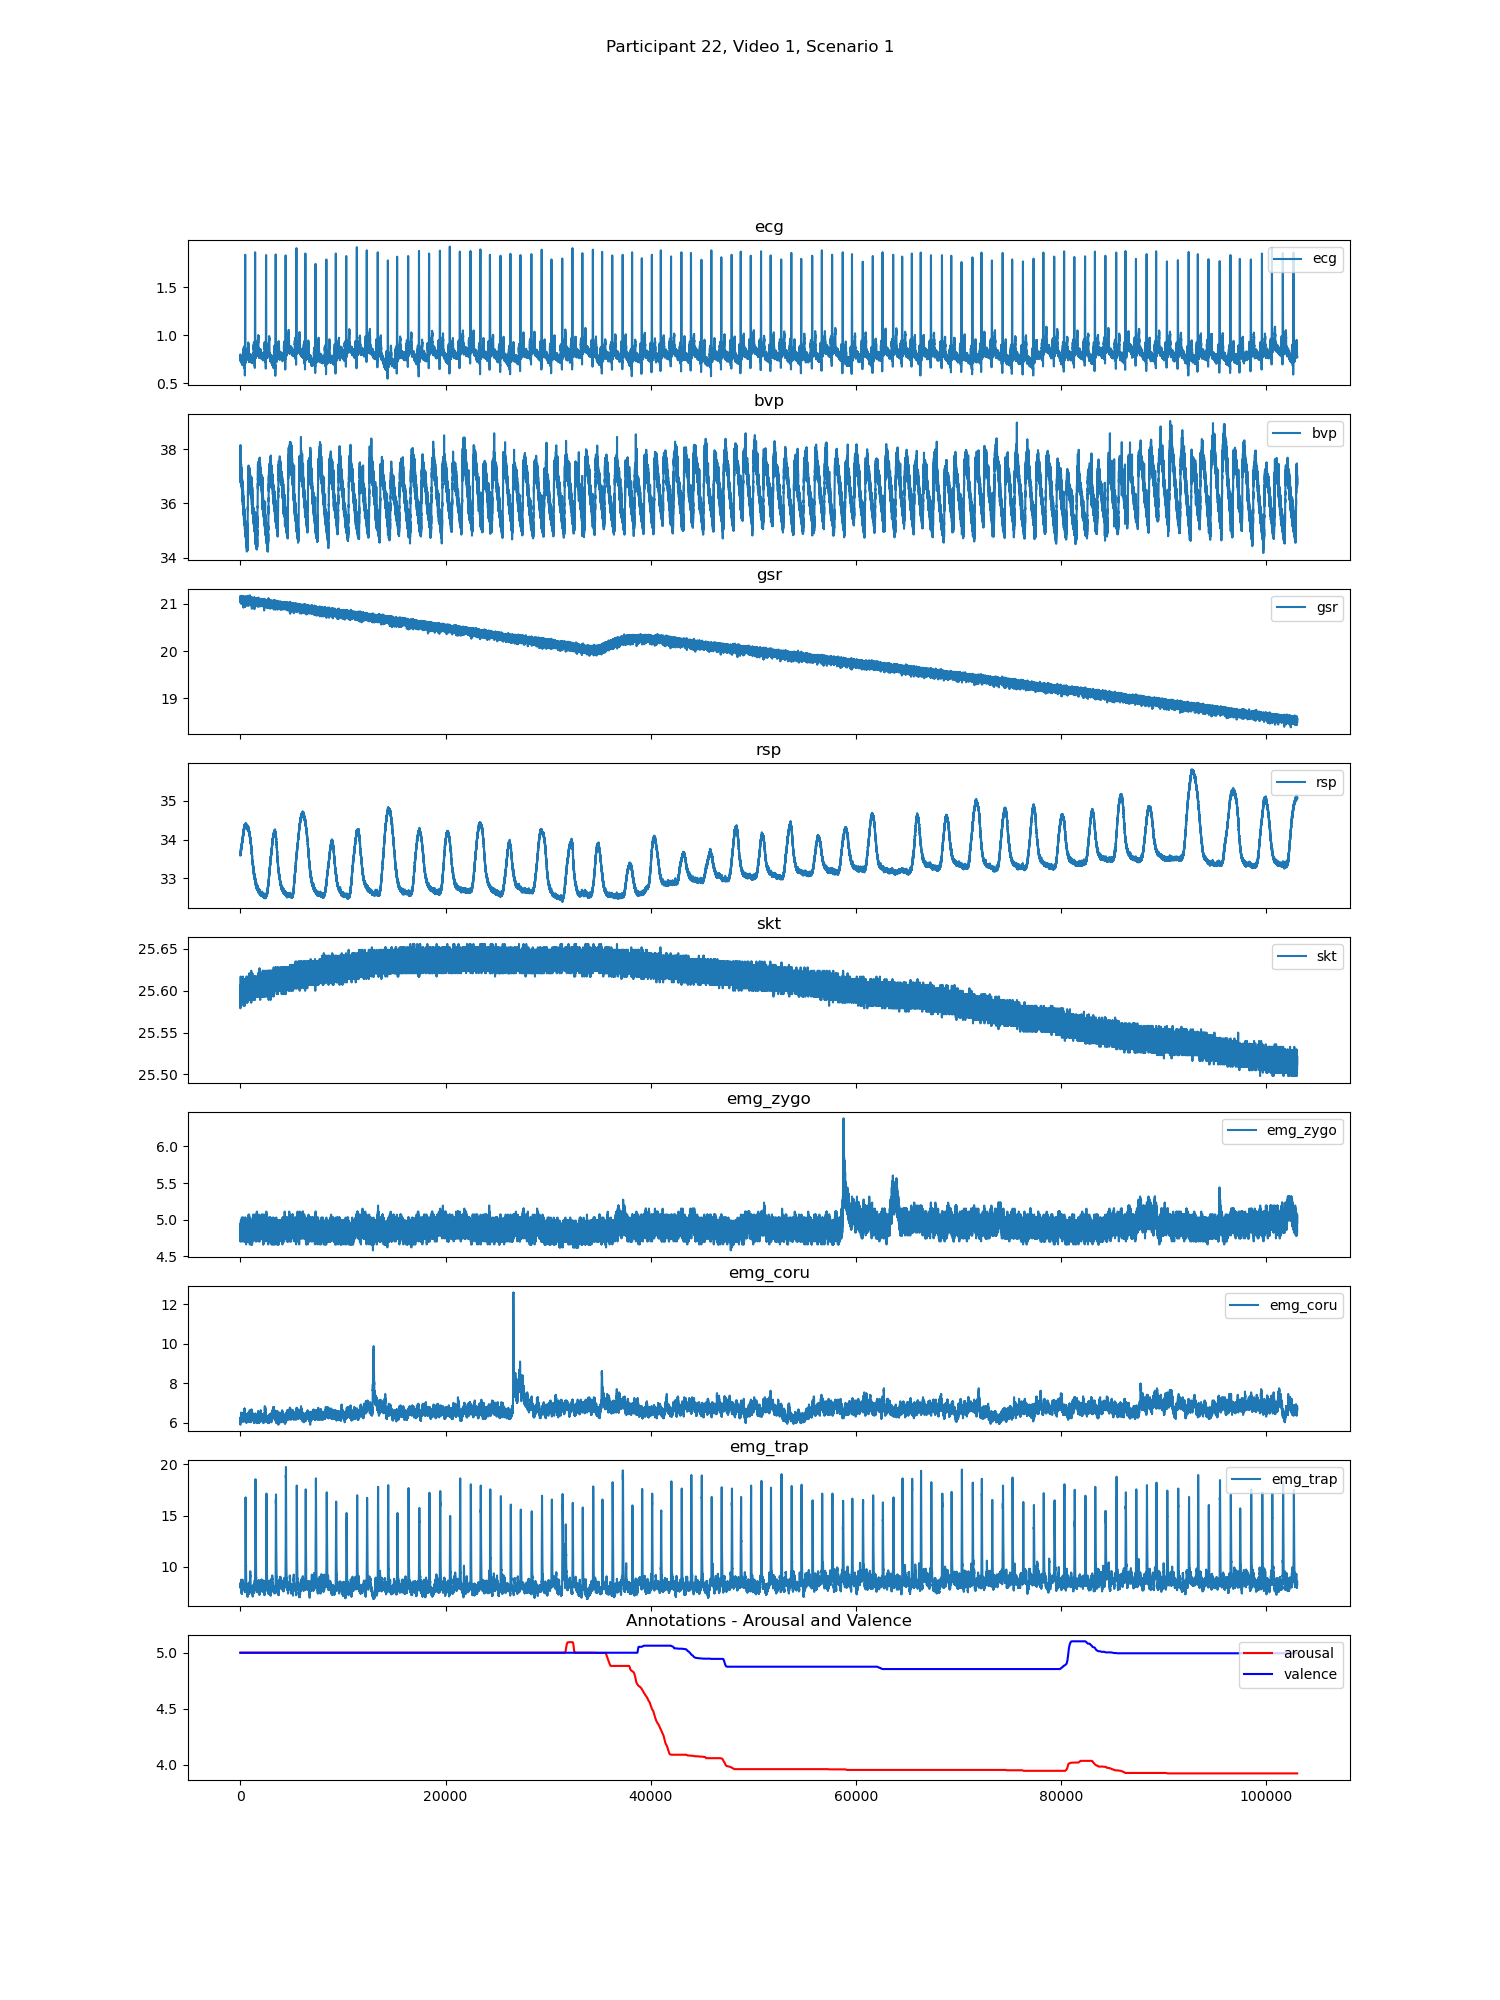 Participant 22, Video 1, Scenario 1
ecg
ecg
1.5
1.0
0.5
bvp
bvp
38
36
34
gsr
gsr
21
20
19
rsp
rsp
35
34
33
skt
skt
25.65
25.60
25.55
25.50
emg_zygo
emg_zygo
6.0
5.5
5.0
4.5
emg_coru
emg_coru
12
10
8
6
emg_trap
emg_trap
20
15
10
Annotations - Arousal and Valence
arousal
valence
5.0
4.5
4.0
0 20000 40000 60000 80000 100000